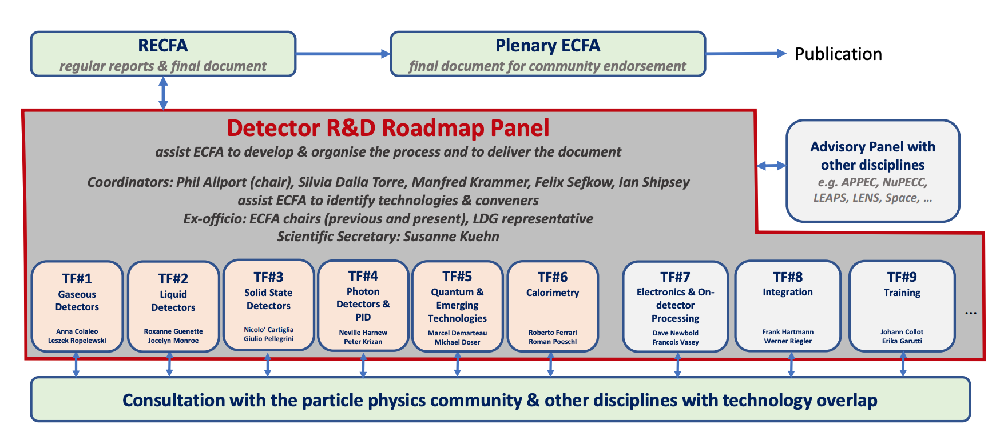 RECFA
regular reports & final document
Plenary ECFA
final document for community endorsement
Publication
Detector R&D Roadmap Panel
assist ECFA to develop & organise the process and to deliver the document
Coordinators: Phil Allport (chair), Silvia Dalla Torre, Manfred Krammer, Felix Sefkow, Ian Shipsey
assist ECFA to identify technologies & conveners
Ex-officio: ECFA chairs (previous and present), LDG representative
Scientific Secretary: Susanne Kuehn
Advisory Panel with
other disciplines
e.g. APPEC, NuPECC,
LEAPS, LENS, Space, ...
TF#1
Gaseous
Detectors
Anna Colaleo
Leszek Ropelewski
TF#2
Liquid
Detectors
Roxanne Guenette
Jocelyn Monroe
TF#3
Solid State
Detectors
Nicolo’ Cartiglia
Giulio Pellegrini
TF#4
Photon
Detectors &
PID
Neville Harnew
Peter Krizan
TF#5
Quantum &
Emerging
Technologies
Marcel Demarteau
Michael Doser
TF#6
Calorimetry
Roberto Ferrari
Roman Poeschl
TF#7
Electronics & On-
detector
Processing
Dave Newbold
Francois Vasey
TF#8
Integration
Frank Hartmann
Werner Riegler
TF#9
Training
Johann Collot
Erika Garutti
...
Consultation with the particle physics community & other disciplines with technology overlap